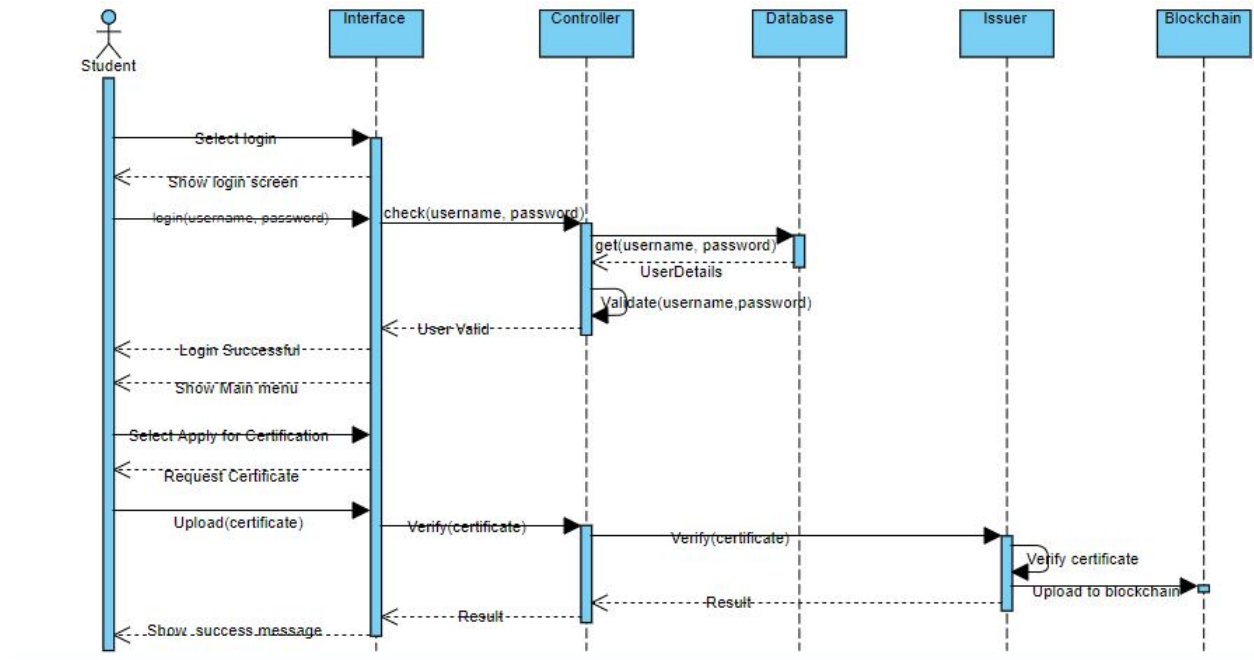 Interface
Controller
Database
Issuer
Blockchain
Student
Select login
Show login screen
login(username, password)
check(username, password)
get(username, password)
UserDetails
Validate(username,password)
User Valid
Login Successful
Show Main menu
Select Apply for Certification
Request Certificate
Upload(certificate)
Verify(certificate)
Verify(certificate)
Verify certificate
Upload to blockchain
Result
Result
Show success message